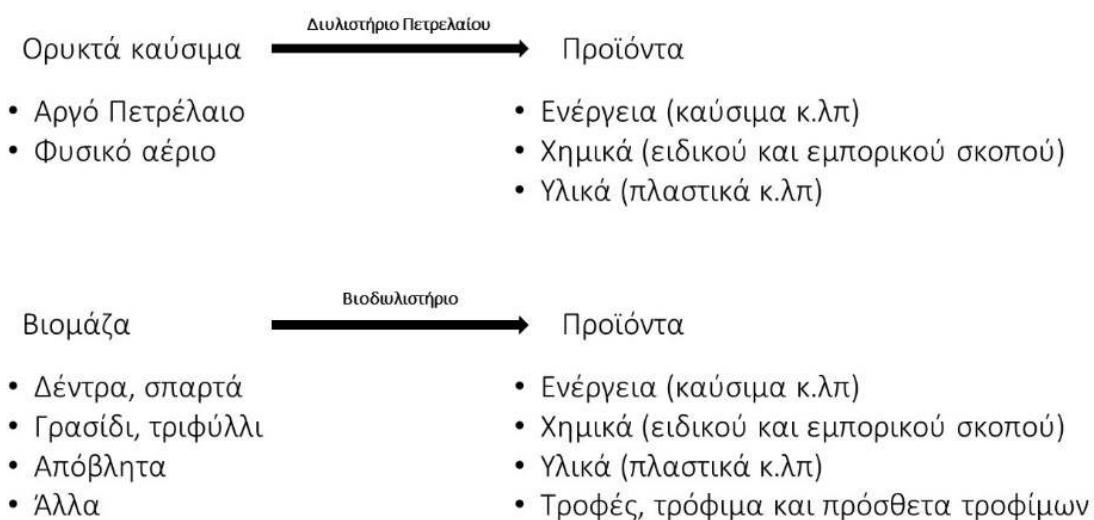 Διυλιστήριο Πετρελαίου
Ορυκτά καύσιμα Προϊόντα
• Αργό Πετρέλαιο • Ενέργεια (καύσιμα κ.λπ)
• Φυσικό αέριο • Χημικά (ειδικού και εμπορικού σκοπού)
• Υλικά (πλαστικά κ.λπ)
Βιοδιυλιστήριο
Βιομάζα Προϊόντα
• Δέντρα, σπαρτά • Ενέργεια (καύσιμα κ.λπ)
• Γρασίδι, τριφύλλι • Χημικά (ειδικού και εμπορικού σκοπού)
• Απόβλητα • Υλικά (πλαστικά κ.λπ)
• Άλλα • Τροφές, τρόφιμα και πρόσθετα τροφίμων